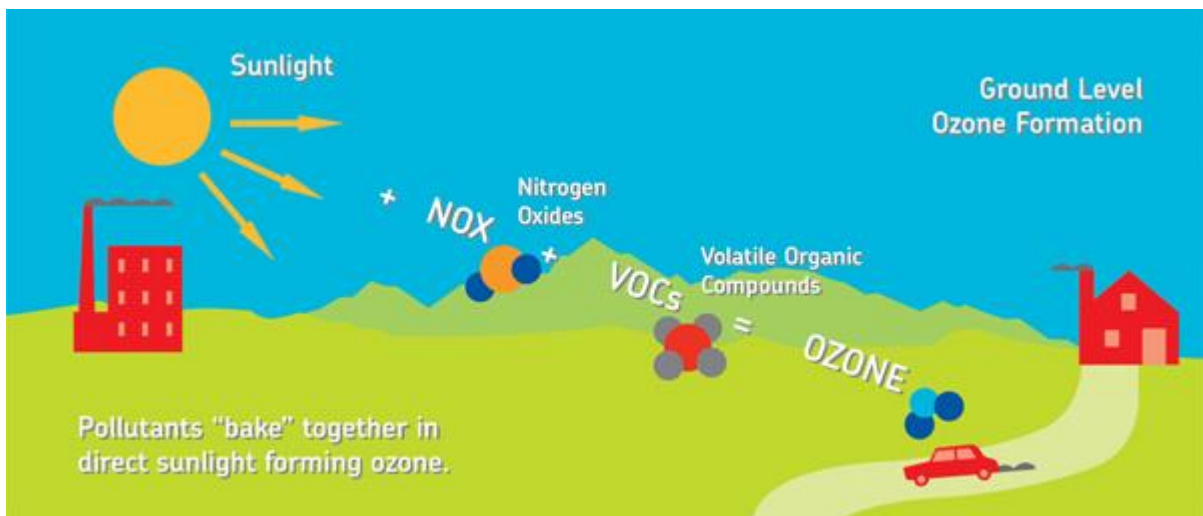 Sunlight
Ground Level
Ozone Formation
+ NOX
Nitrogen
Oxides
+ VOCs
Volatile Organic
Compounds
= OZONE
Pollutants “bake” together in
direct sunlight forming ozone.